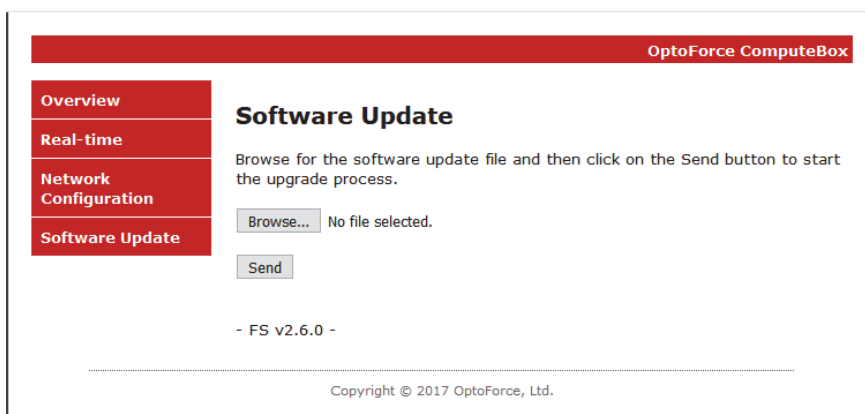 OptoForce ComputeBox
Overview
Real-time
Network
Configuration
Software Update
Software Update
Browse for the software update file and then click on the Send button to start
the upgrade process.
Browse... No file selected.
Send
- FS v2.6.0 -
Copyright © 2017 OptoForce, Ltd.